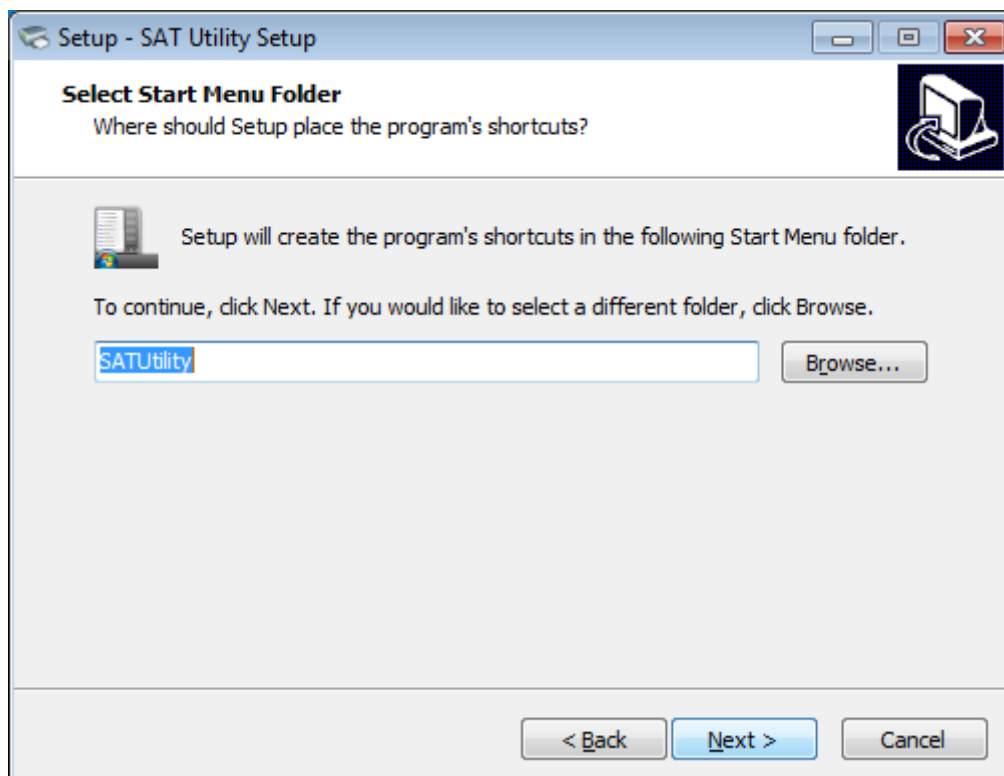 Setup - SAT Utility Setup
Select Start Menu Folder
Where should Setup place the program's shortcuts?
Setup will create the program's shortcuts in the following Start Menu folder.
To continue, click Next. If you would like to select a different folder, click Browse.
SATUtility
Browse...
< Back
Next >
Cancel